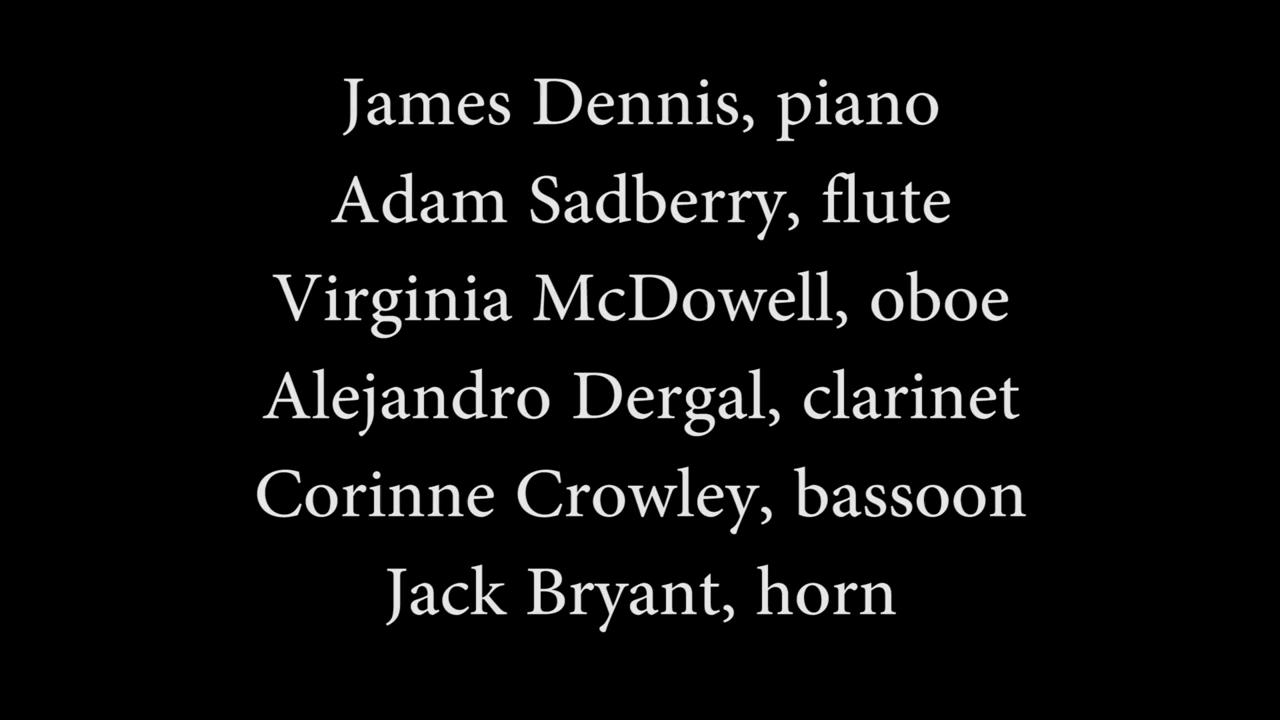 James Dennis, piano
Adam Sadberry, flute
Virginia McDowell, oboe
Alejandro Dergal, clarinet
Corinne Crowley, bassoon
Jack Bryant, horn